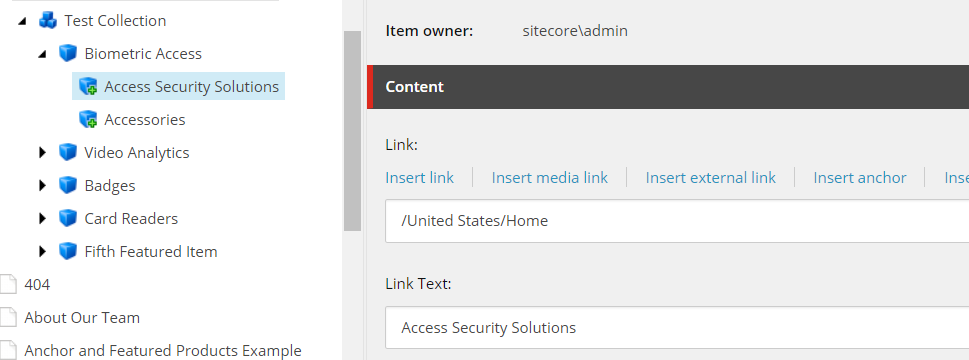 Test Collection
Biometric Access
Access Security Solutions
Accessories
Video Analytics
Badges
Card Readers
Fifth Featured Item
404
About Our Team
Anchor and Featured Products Example
Item owner: sitecore\admin
Content
Link:
Insert link Insert media link Insert external link Insert anchor Inse
/United States/Home
Link Text:
Access Security Solutions